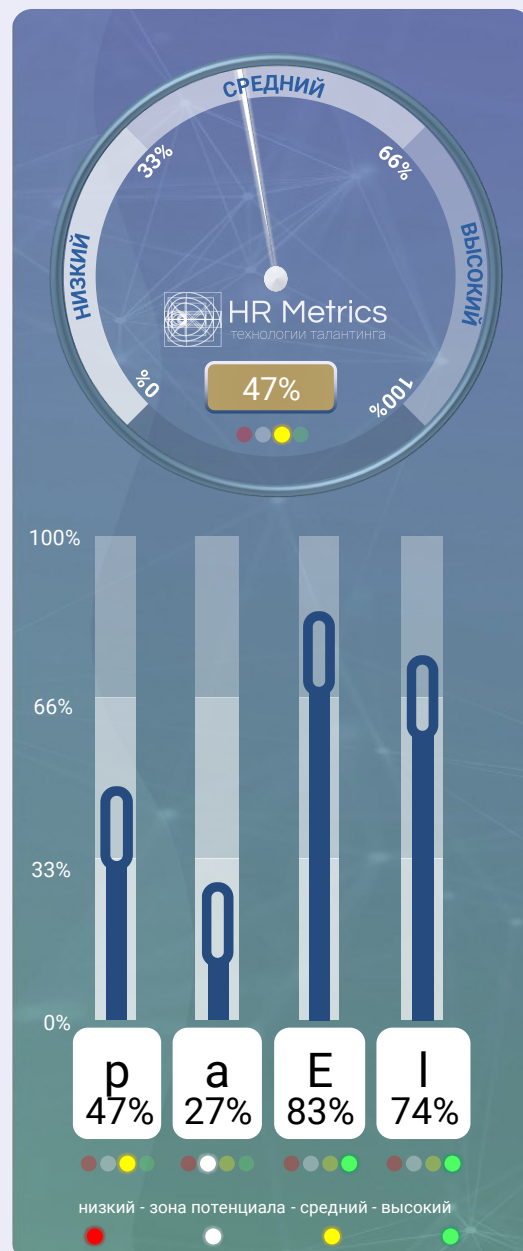 СРЕДНИЙ
33%
66%
НИЗКИЙ
ВЫСОКИЙ
HR Metrics
технологии талантинга
0%
47%
100%
100%
66%
33%
0%
p a E I
47% 27% 83% 74%
низкий - зона потенциала - средний - высокий